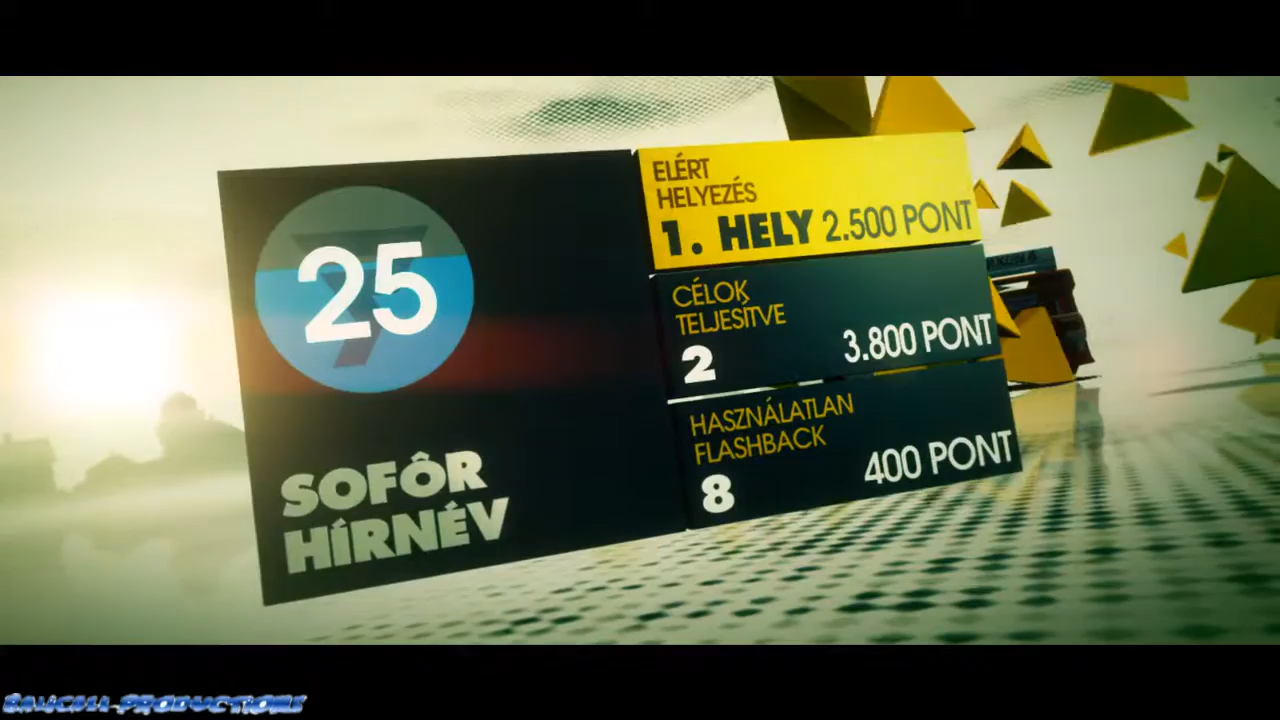 25
SOFÔR
HÍRNÉV
ELÉRT
HELYEZÉS
1. HELY 2.500 PONT
CÉLOK
TELJESÍTVE
2 3.800 PONT
HASZNÁLATLAN
FLASHBACK
8 400 PONT